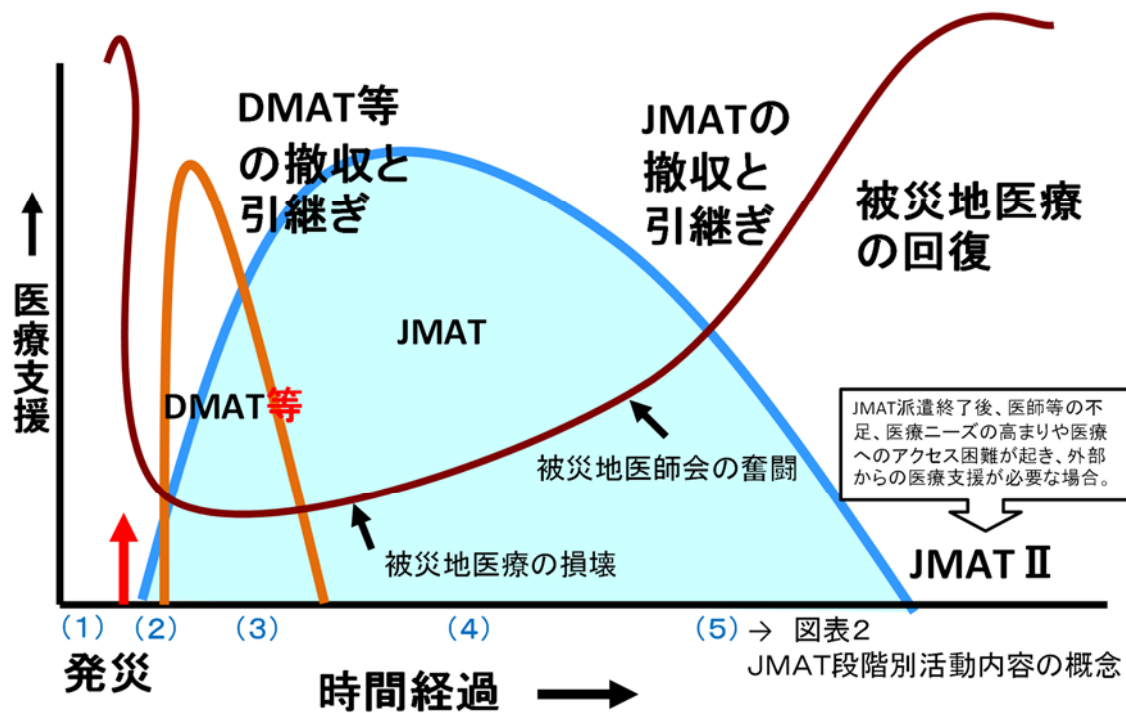 DMAT等
の撤収と
引継ぎ
JMATの
撤収と
引継ぎ
被災地医療
の回復
↑医療支援
JMAT
DMAT等
JMAT派遣終了後、医師等の不
足、医療ニーズの高まりや医療
へのアクセス困難が起き、外部
からの医療支援が必要な場合。
被災地医師会の奮闘
被災地医療の損壊
JMATⅡ
(1) (2) (3) (4) (5) → 図表2
JMAT段階別活動内容の概念
発災
時間経過 →